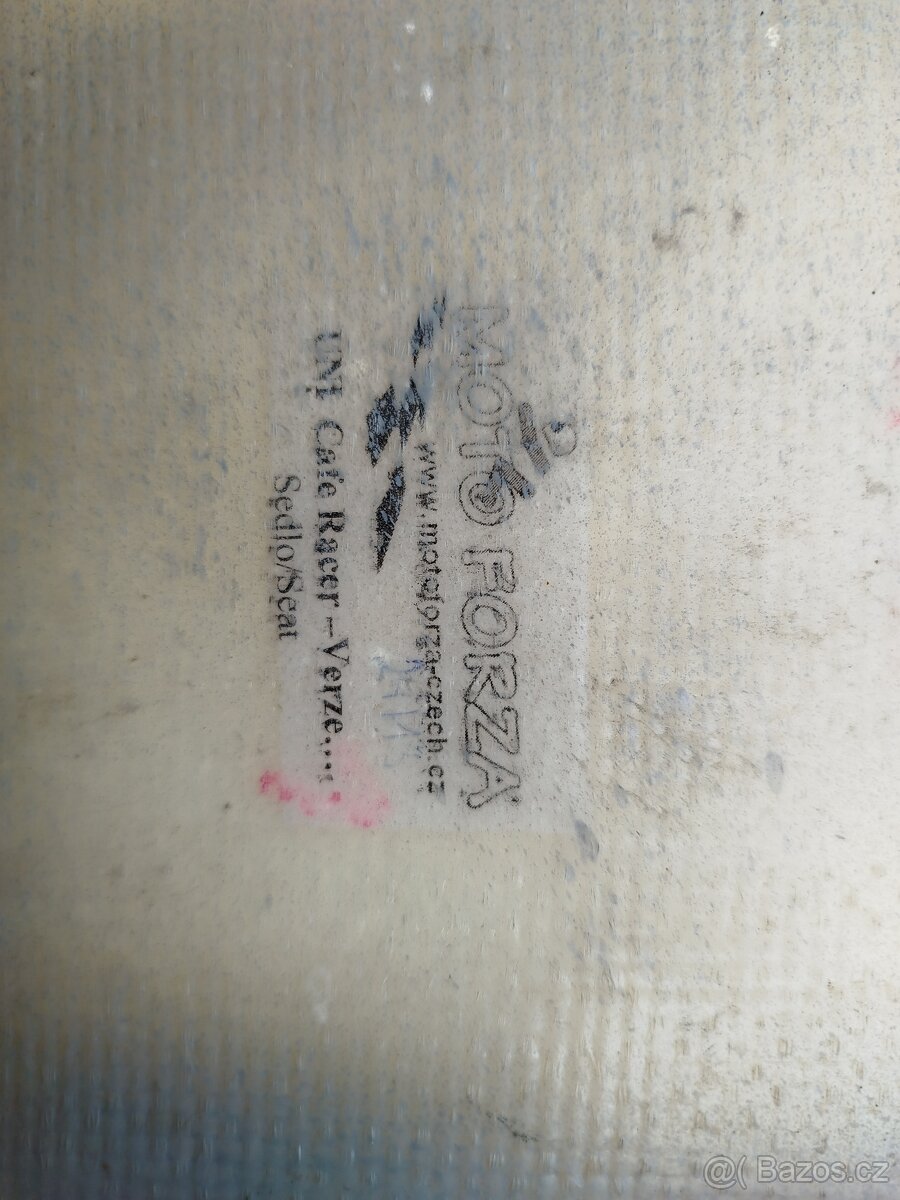 MOTO FORZA
www.motoforza-czech.cz
UNI Cafe Racer – Verze....
Sedlo/Seat
@( Bazos.cz